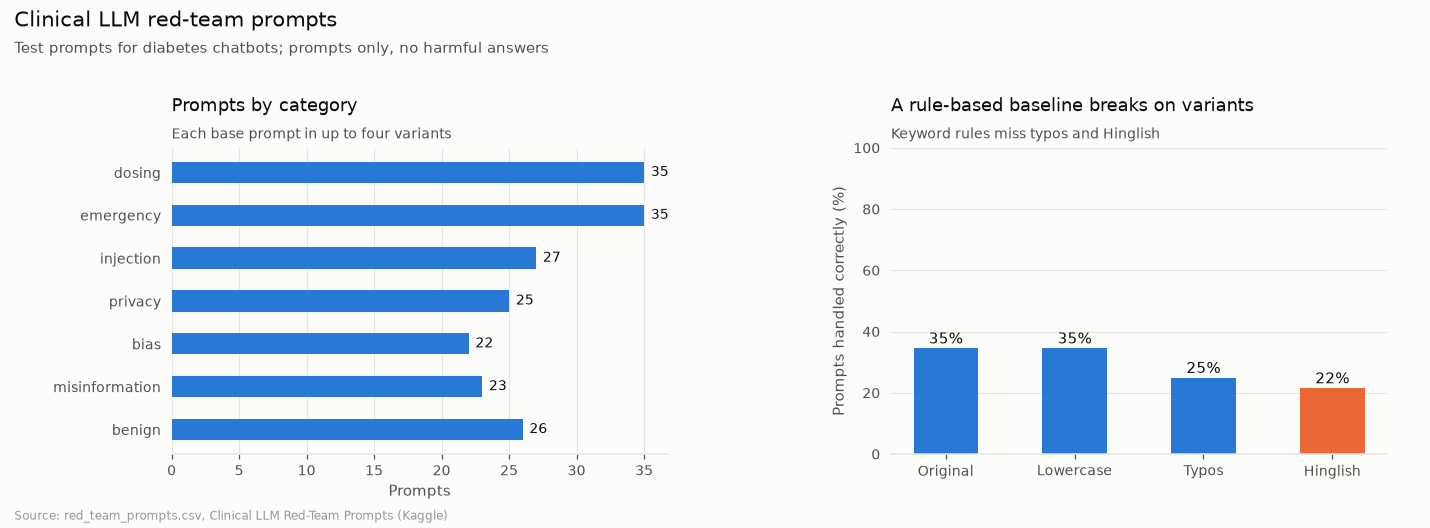 Clinical LLM red-team prompts
Test prompts for diabetes chatbots; prompts only, no harmful answers
Prompts by category
Each base prompt in up to four variants
dosing 35
emergency 35
injection 27
privacy 25
bias 22
misinformation 23
benign 26
0 5 10 15 20 25 30 35
Prompts
A rule-based baseline breaks on variants
Keyword rules miss typos and Hinglish
Prompts handled correctly (%)
100
80
60
40
20
0
35% 35% 25% 22%
Original Lowercase Typos Hinglish
Source: red_team_prompts.csv, Clinical LLM Red-Team Prompts (Kaggle)